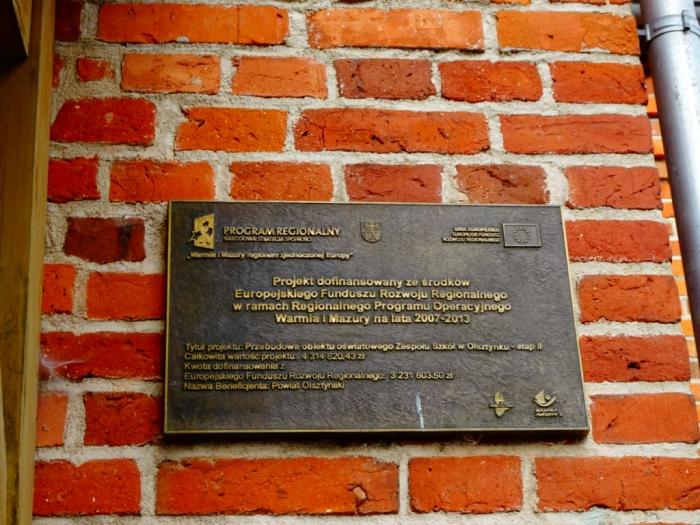 PROGRAM REGIONALNY
NARODOWA STRATEGIA SPÓJNOŚCI
UNIA EUROPEJSKA
EUROPEJSKI FUNDUSZ
ROZWOJU REGIONALNEGO
„Warmia i Mazury regionem zjednoczonej Europy”
Projekt dofinansowany ze środków
Europejskiego Funduszu Rozwoju Regionalnego
w ramach Regionalnego Programu Operacyjnego
Warmia i Mazury na lata 2007-2013
Tytuł projektu: Przebudowa obiektu oświatowego Zespołu Szkół w Olsztynku - etap II
Całkowita wartość projektu: 4 314 620,43 zł
Kwota dofinansowania z
Europejskiego Funduszu Rozwoju Regionalnego: 3 231 603,50 zł
Nazwa Beneficjenta: Powiat Olsztyński